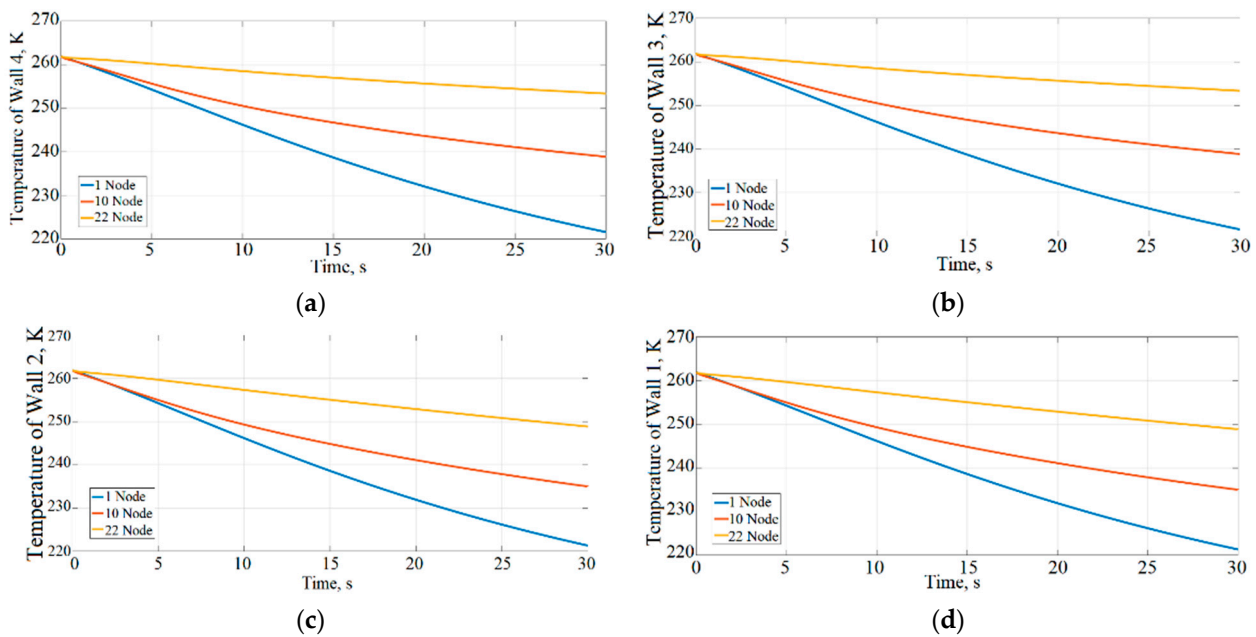 Temperature of Wall 4, K
270
260
250
240
230
220
1 Node
10 Node
22 Node
0 5 10 15 20 25 30
Time, s
(a)
Temperature of Wall 3, K
270
260
250
240
230
220
1 Node
10 Node
22 Node
0 5 10 15 20 25 30
Time, s
(b)
Temperature of Wall 2, K
270
260
250
240
230
220
1 Node
10 Node
22 Node
0 5 10 15 20 25 30
Time, s
(c)
Temperature of Wall 1, K
270
260
250
240
230
220
1 Node
10 Node
22 Node
0 5 10 15 20 25 30
Time, s
(d)